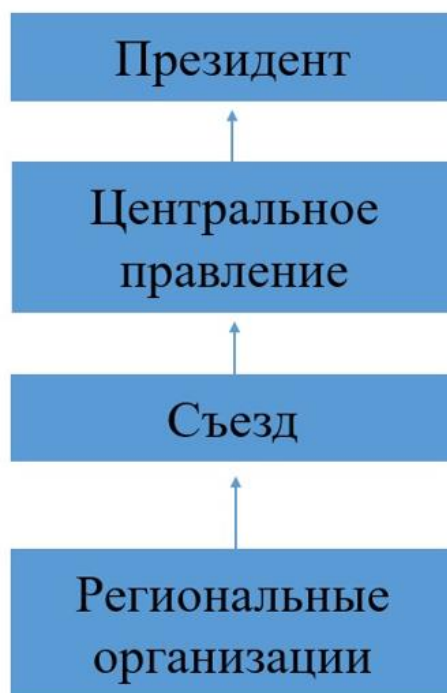 Президент
Центральное
правление
Съезд
Региональные
организации